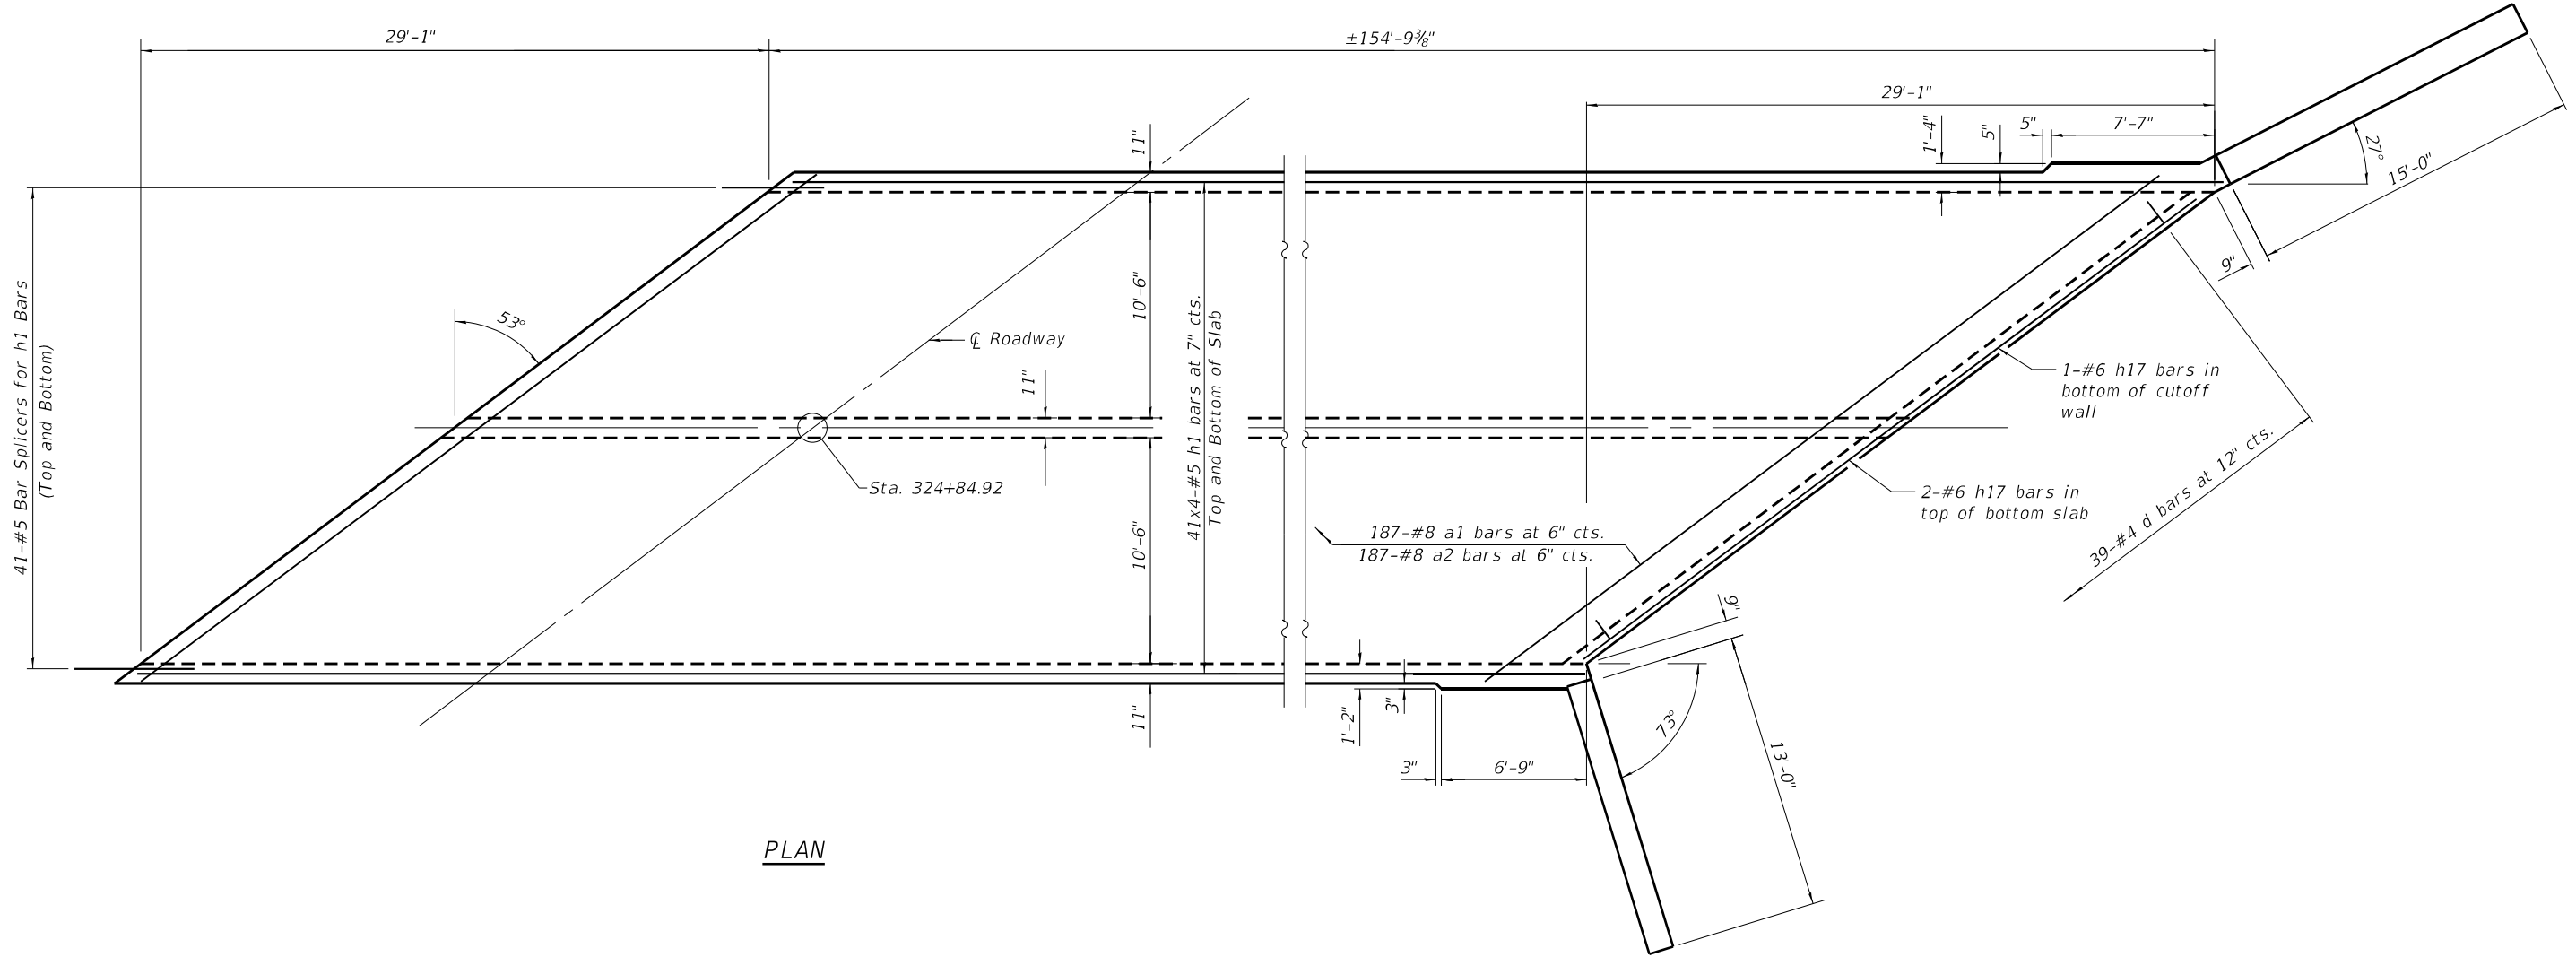 29'-1"
±154'-9⅜"
29'-1"
11"
1'-4"
5"
5"
7'-7"
27°
15'-0"
9"
41-#5 Bar Splicers for h1 Bars
(Top and Bottom)
53°
10'-6"
11"
℄ Roadway
41x4-#5 h1 bars at 7" cts.
Top and Bottom of Slab
1-#6 h17 bars in
bottom of cutoff
wall
Sta. 324+84.92
2-#6 h17 bars in
top of bottom slab
39-#4 d bars at 12" cts.
187-#8 a1 bars at 6" cts.
187-#8 a2 bars at 6" cts.
10'-6"
9"
11"
1'-2"
3"
73°
3"
6'-9"
13'-0"
PLAN